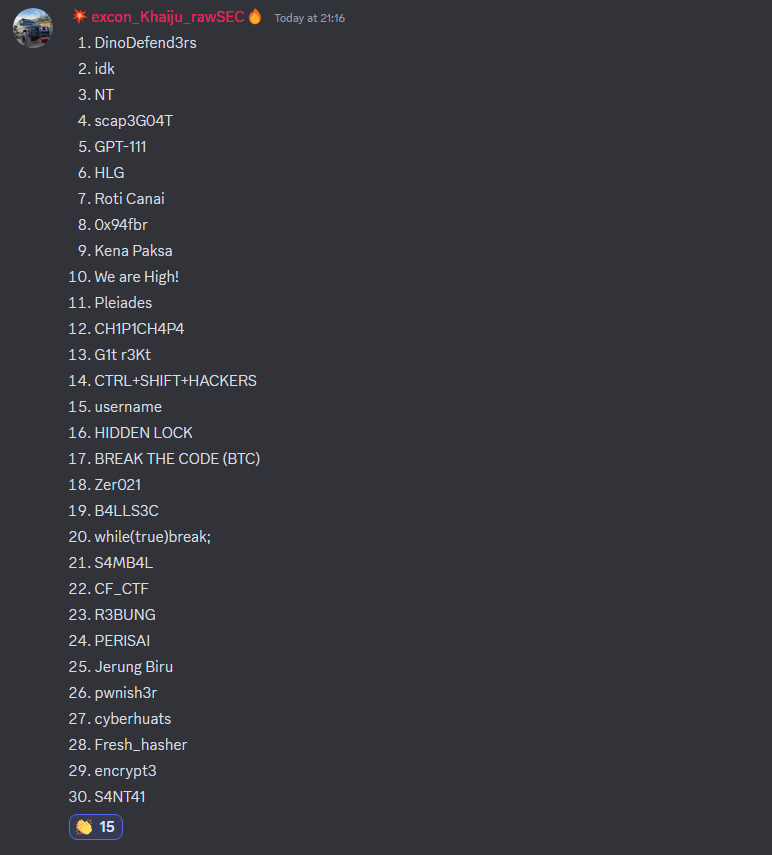 excon_Khaiju_rawSEC Today at 21:16
1. DinoDefend3rs
2. idk
3. NT
4. scap3G04T
5. GPT-111
6. HLG
7. Roti Canai
8. 0x94fbr
9. Kena Paksa
10. We are High!
11. Pleiades
12. CH1P1CH4P4
13. G1t r3Kt
14. CTRL+SHIFT+HACKERS
15. username
16. HIDDEN LOCK
17. BREAK THE CODE (BTC)
18. Zer021
19. B4LLS3C
20. while(true)break;
21. S4MB4L
22. CF_CTF
23. R3BUNG
24. PERISAI
25. Jerung Biru
26. pwnish3r
27. cyberhuats
28. Fresh_hasher
29. encrypt3
30. S4NT41
15